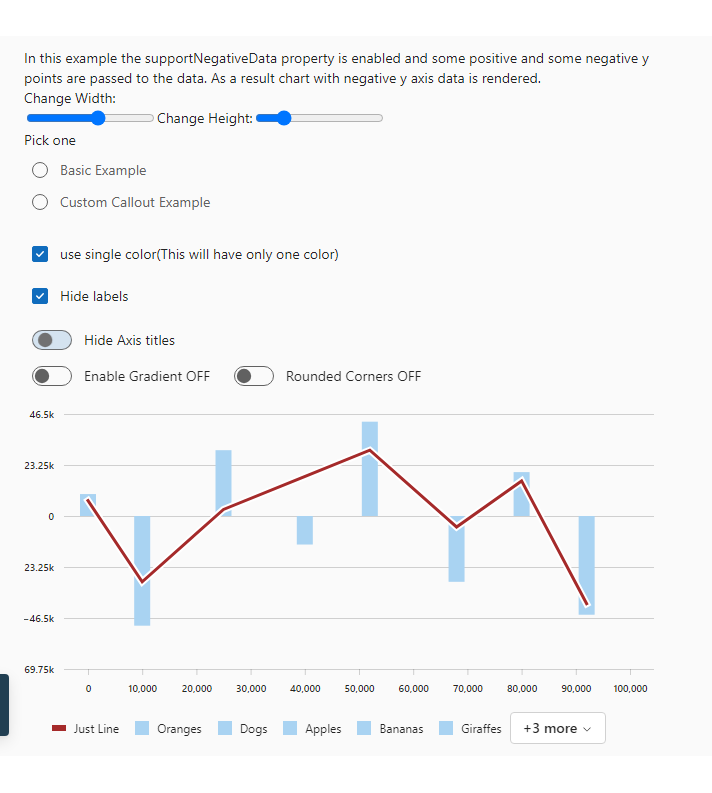 In this example the supportNegativeData property is enabled and some positive and some negative y
points are passed to the data. As a result chart with negative y axis data is rendered.
Change Width:
Change Height:
Pick one
Basic Example
Custom Callout Example
use single color(This will have only one color)
Hide labels
Hide Axis titles
Enable Gradient OFF Rounded Corners OFF
46.5k
23.25k
0
23.25k
−46.5k
69.75k
0 10,000 20,000 30,000 40,000 50,000 60,000 70,000 80,000 90,000 100,000
Just Line Oranges Dogs Apples Bananas Giraffes +3 more